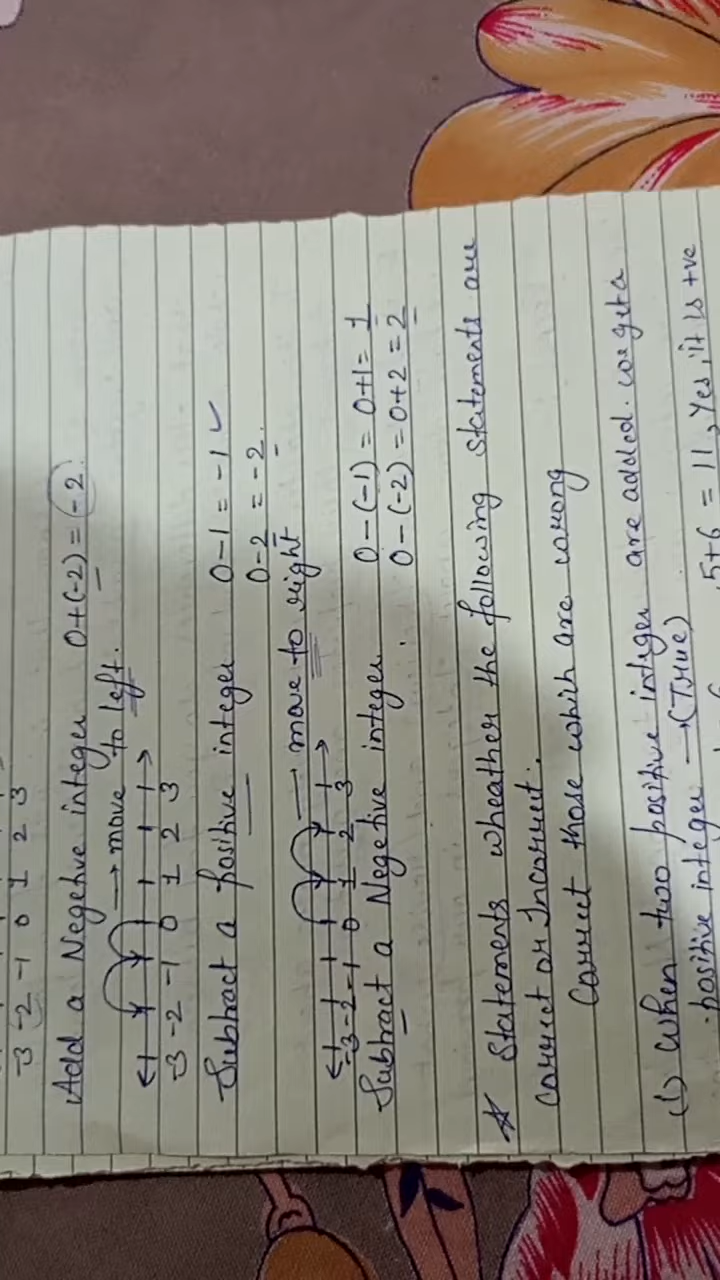 -3 -2 -1 0 1 2 3
Add a Negetive integer 0+(-2) = -2.
→ move to left.
-3 -2 -1 0 1 2 3
Subtract a positive integer 0-1 = -1 ✓
0-2 = -2.
→ move to right
-3 -2 -1 0 1 2 3
Subtract a Negetive integer. 0-(-1) = 0+1 = 1
0-(-2) = 0+2 = 2
* Statements wheather the following statements are
correct or Incorrect.
Correct those which are wrong
(1) When two positive integer are added. we get a
positive integer → (True)
5+6 = 11, Yes, it is +ve